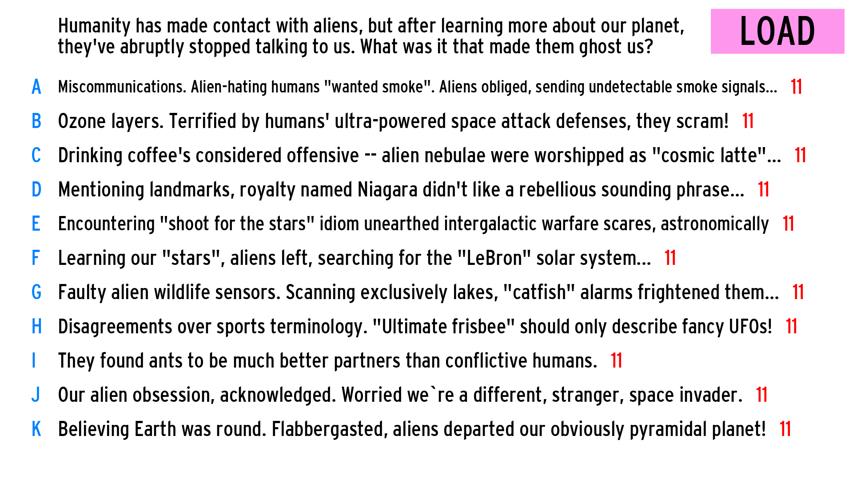 Humanity has made contact with aliens, but after learning more about our planet,
they've abruptly stopped talking to us. What was it that made them ghost us?
LOAD
A Miscommunications. Alien-hating humans "wanted smoke". Aliens obliged, sending undetectable smoke signals... 11
B Ozone layers. Terrified by humans' ultra-powered space attack defenses, they scram! 11
C Drinking coffee's considered offensive -- alien nebulae were worshipped as "cosmic latte"... 11
D Mentioning landmarks, royalty named Niagara didn't like a rebellious sounding phrase... 11
E Encountering "shoot for the stars" idiom unearthed intergalactic warfare scares, astronomically 11
F Learning our "stars", aliens left, searching for the "LeBron" solar system... 11
G Faulty alien wildlife sensors. Scanning exclusively lakes, "catfish" alarms frightened them... 11
H Disagreements over sports terminology. "Ultimate frisbee" should only describe fancy UFOs! 11
I They found ants to be much better partners than conflictive humans. 11
J Our alien obsession, acknowledged. Worried we`re a different, stranger, space invader. 11
K Believing Earth was round. Flabbergasted, aliens departed our obviously pyramidal planet! 11